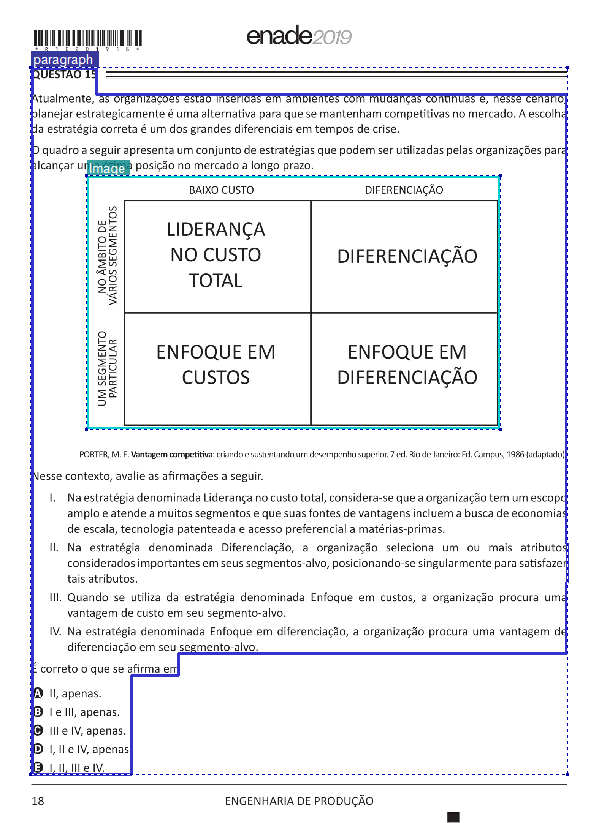 enade2019
paragraph
QUESTÃO 15
Atualmente, as organizações estão inseridas em ambientes com mudanças contínuas e, nesse cenário,
planejar estrategicamente é uma alternativa para que se mantenham competitivas no mercado. A escolha
da estratégia correta é um dos grandes diferenciais em tempos de crise.
O quadro a seguir apresenta um conjunto de estratégias que podem ser utilizadas pelas organizações para
alcançar posição no mercado a longo prazo.
Image
BAIXO CUSTO DIFERENCIAÇÃO
NO ÂMBITO DE
VÁRIOS SEGMENTOS
LIDERANÇA
NO CUSTO
TOTAL
DIFERENCIAÇÃO
UM SEGMENTO
PARTICULAR
ENFOQUE EM
CUSTOS
ENFOQUE EM
DIFERENCIAÇÃO
PORTER, M. E. Vantagem competitiva: criando e sustentando um desempenho superior. 7 ed. Rio de Janeiro: Ed. Campus, 1986 (adaptado).
Nesse contexto, avalie as afirmações a seguir.
I. Na estratégia denominada Liderança no custo total, considera-se que a organização tem um escopo
amplo e atende a muitos segmentos e que suas fontes de vantagens incluem a busca de economias
de escala, tecnologia patenteada e acesso preferencial a matérias-primas.
II. Na estratégia denominada Diferenciação, a organização seleciona um ou mais atributos
considerados importantes em seus segmentos-alvo, posicionando-se singularmente para satisfazer
tais atributos.
III. Quando se utiliza da estratégia denominada Enfoque em custos, a organização procura uma
vantagem de custo em seu segmento-alvo.
IV. Na estratégia denominada Enfoque em diferenciação, a organização procura uma vantagem de
diferenciação em seu segmento-alvo.
É correto o que se afirma em
A II, apenas.
B I e III, apenas.
C III e IV, apenas.
D I, II e IV, apenas
E I, II, III e IV.
18 ENGENHARIA DE PRODUÇÃO